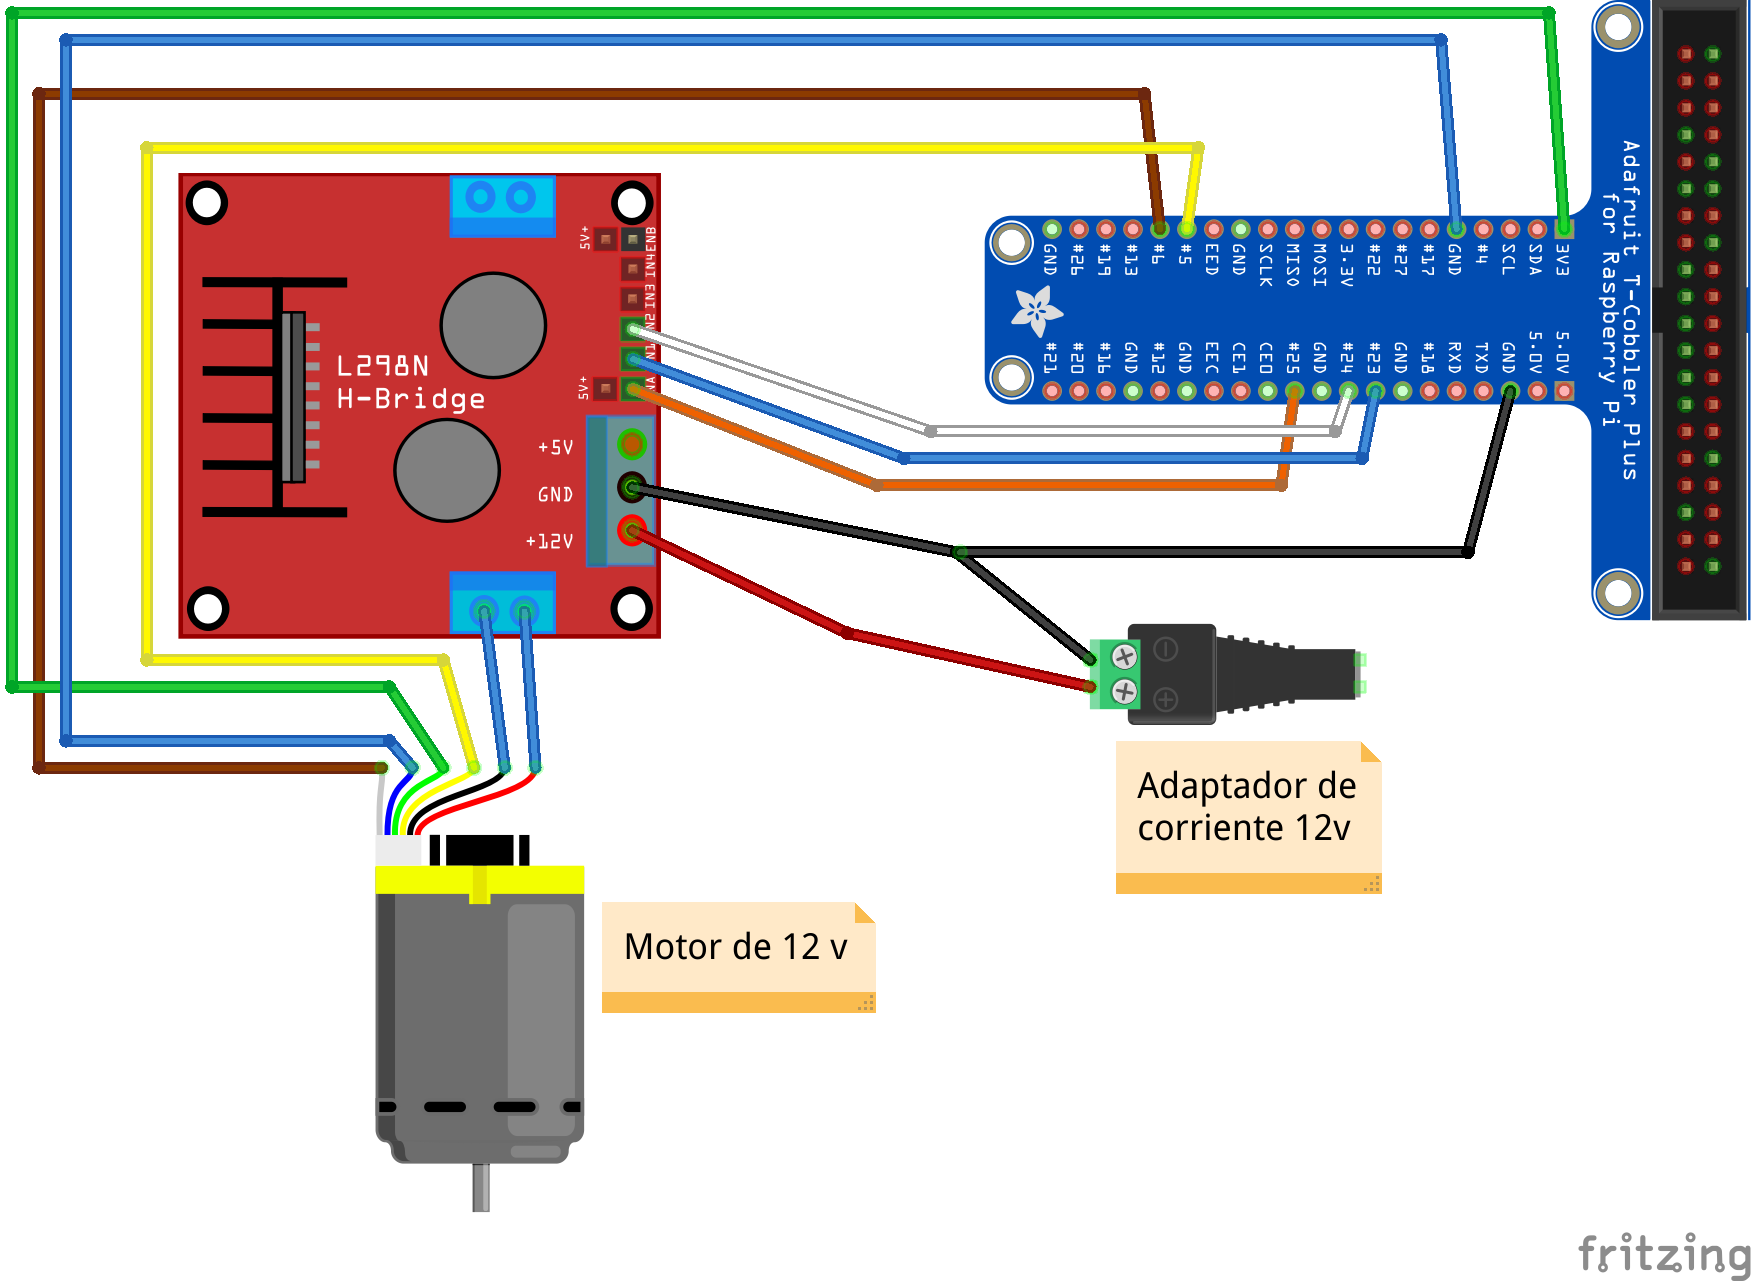 5V+
ENB
IN4
IN3
IN2
IN1
5V+
L298N
H-Bridge
+5V
GND
+12V
GND
#26
#19
#13
#6
#5
EED
GND
SCLK
MISO
MOSI
3.3V
#22
#27
#17
GND
#4
SCL
SDA
3V3
#21
#20
#16
GND
#12
GND
EEC
CE1
CE0
#25
GND
#24
#23
GND
#18
RXD
TXD
GND
5.0V
5.0V
Adafruit T-Cobbler Plus
for Raspberry Pi
Adaptador de
corriente 12v
Motor de 12 v
fritzing